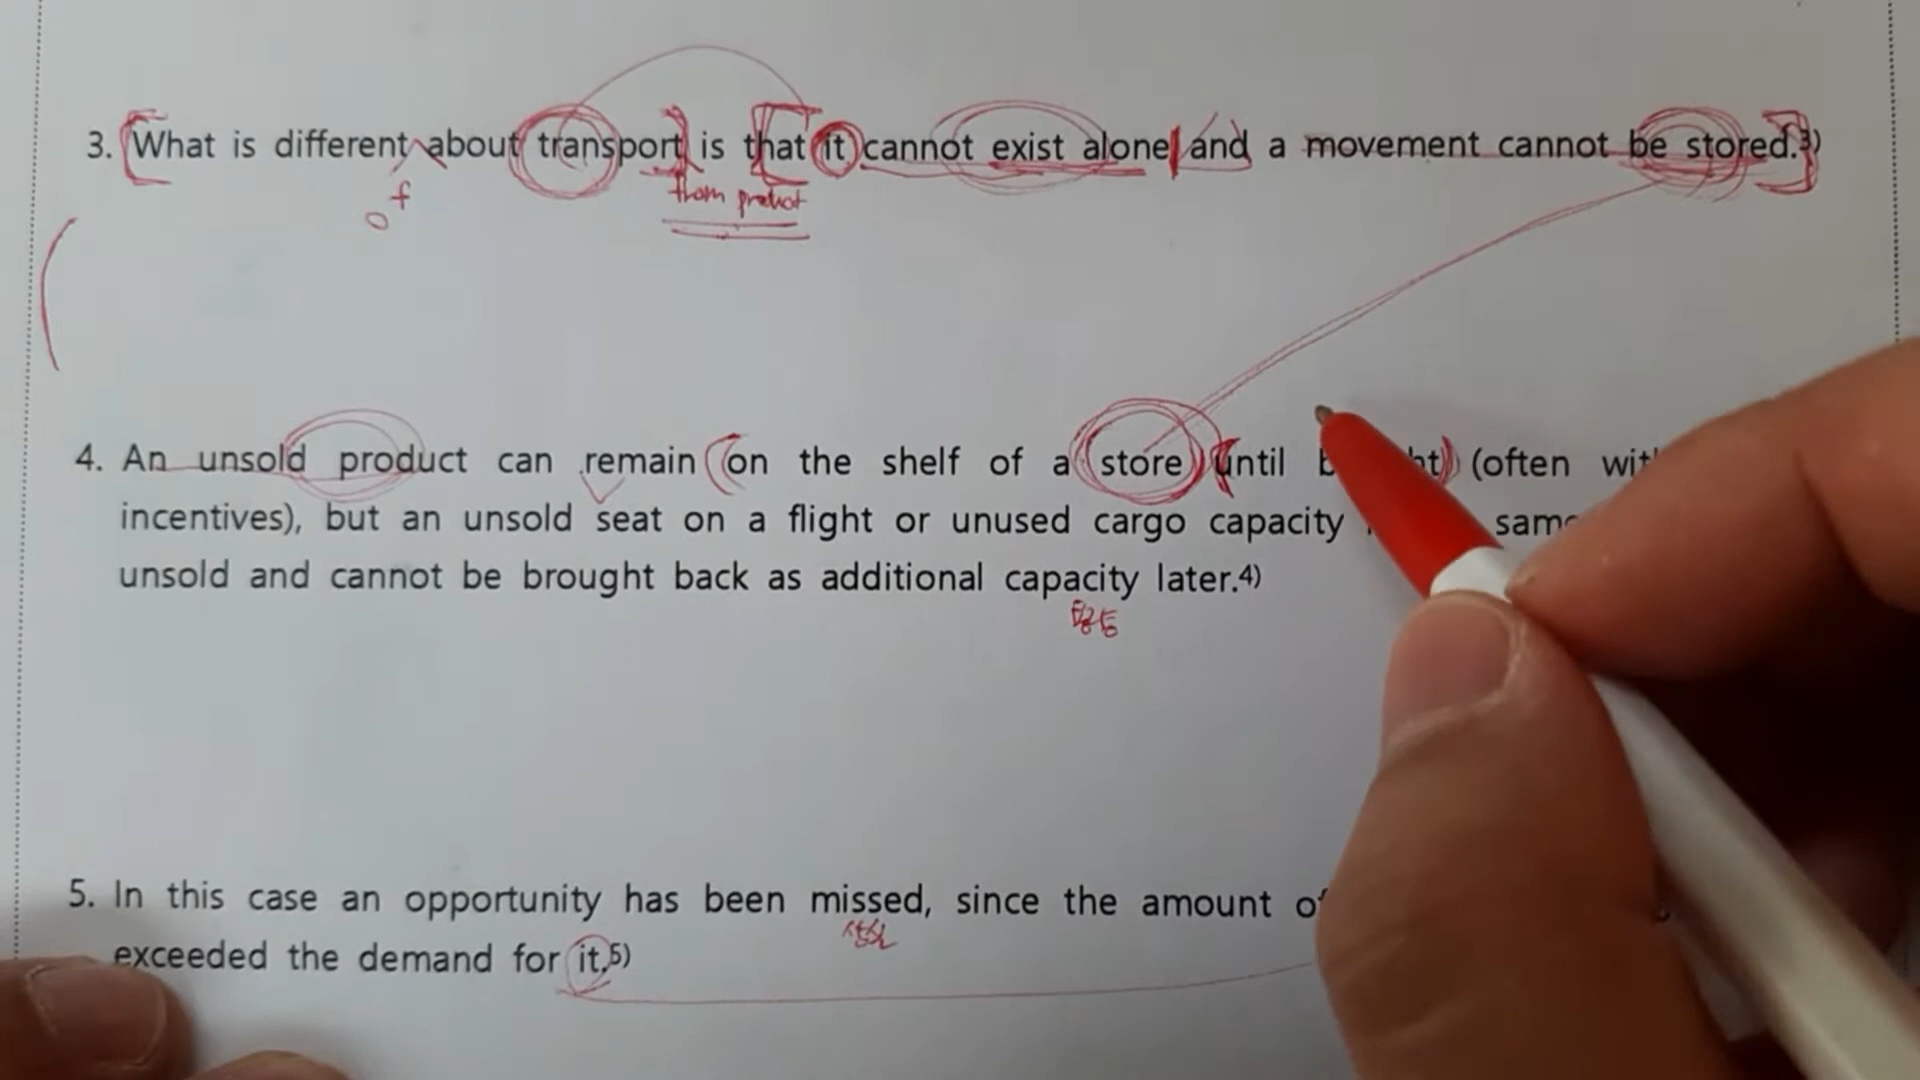 3. What is different about transport is that it cannot exist alone and a movement cannot be stored.3)
of
from product
4. An unsold product can remain on the shelf of a store until (often
incentives), but an unsold seat on a flight or unused cargo capacity
unsold and cannot be brought back as additional capacity later.4)
5. In this case an opportunity has been missed, since the amount
상실
exceeded the demand for it.5)